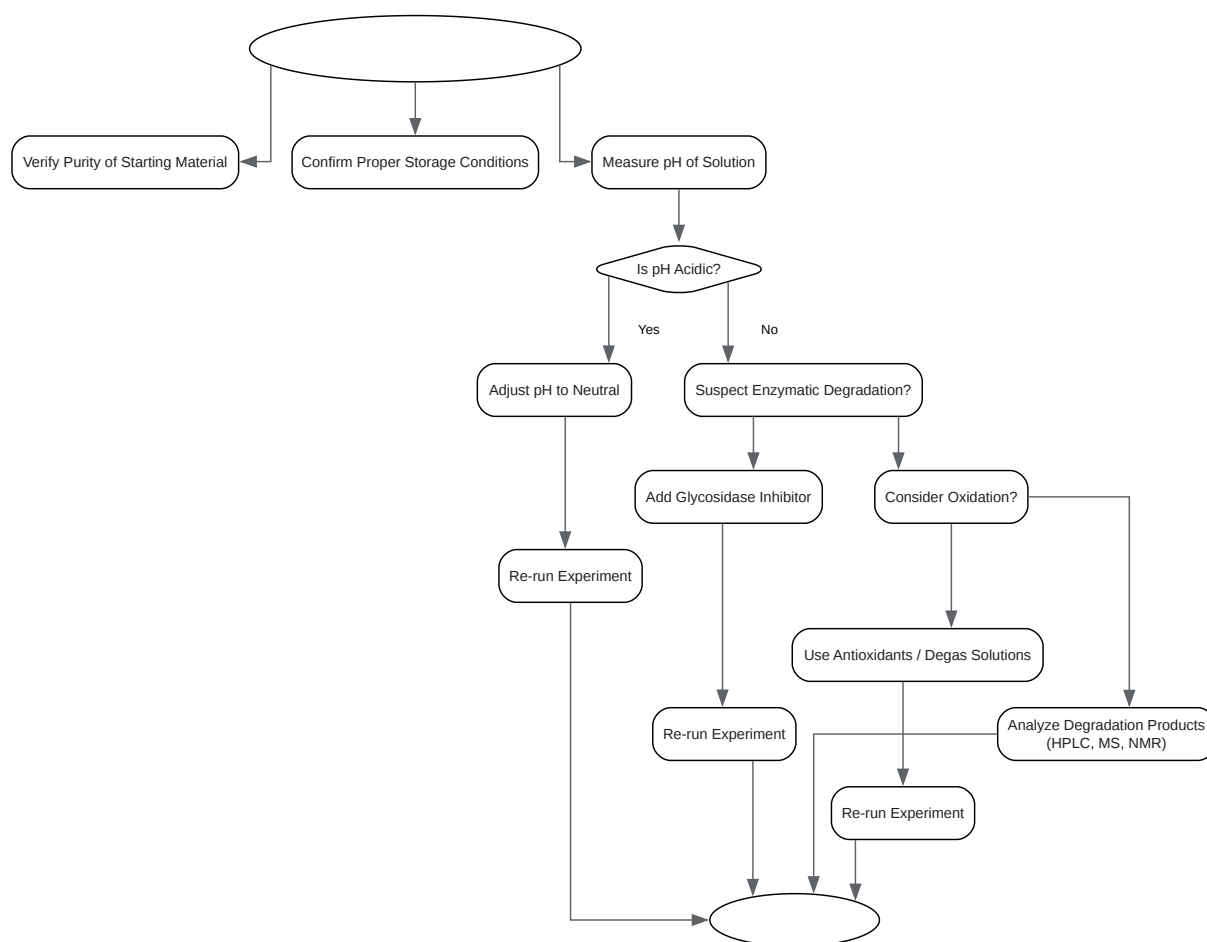 Verify Purity of Starting Material
Confirm Proper Storage Conditions
Measure pH of Solution
Is pH Acidic?
Yes
No
Adjust pH to Neutral
Suspect Enzymatic Degradation?
Add Glycosidase Inhibitor
Consider Oxidation?
Re-run Experiment
Use Antioxidants / Degas Solutions
Re-run Experiment
Analyze Degradation Products
(HPLC, MS, NMR)
Re-run Experiment